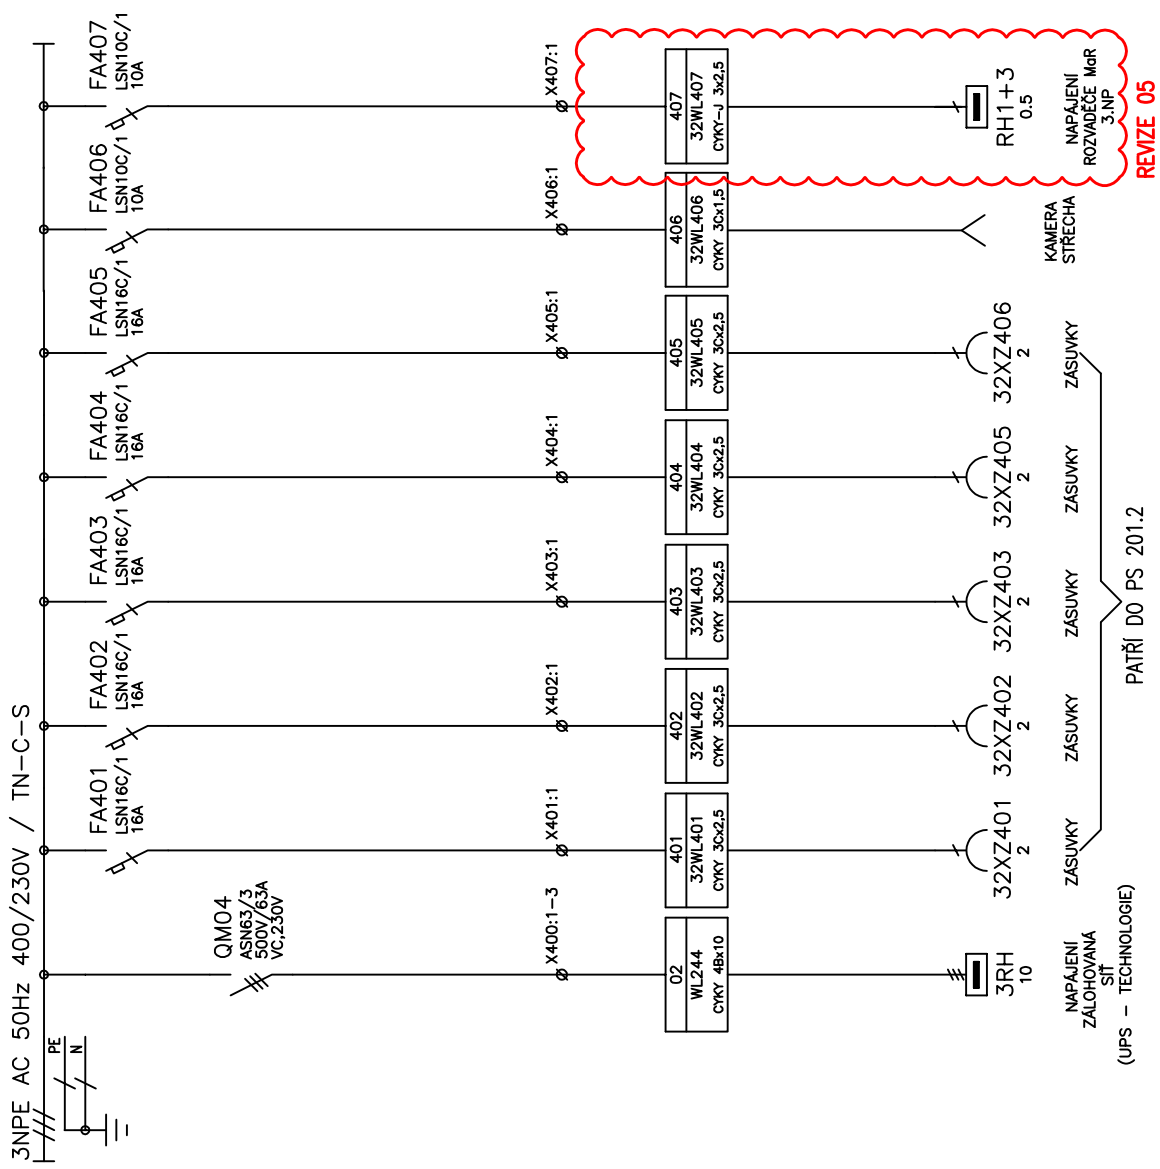 3NPE AC 50Hz 400/230V / TN-C-S
PE
N
QM04
ASN63/3
500V/63A
VC,230V
X400:1-3
02
WL244
CYKY 4Bx10
3RH
10
NAPÁJENÍ
ZÁLOHOVANÁ
SÍŤ
(UPS - TECHNOLOGIE)
FA401
LSN16C/1
16A
X401:1
401
32WL401
CYKY 3Cx2,5
32XZ401
2
ZÁSUVKY
FA402
LSN16C/1
16A
X402:1
402
32WL402
CYKY 3Cx2,5
32XZ402
2
ZÁSUVKY
FA403
LSN16C/1
16A
X403:1
403
32WL403
CYKY 3Cx2,5
32XZ403
2
ZÁSUVKY
FA404
LSN16C/1
16A
X404:1
404
32WL404
CYKY 3Cx2,5
32XZ405
2
ZÁSUVKY
FA405
LSN16C/1
16A
X405:1
405
32WL405
CYKY 3Cx2,5
32XZ406
2
ZÁSUVKY
PATŘÍ DO PS 201.2
FA406
LSN10C/1
10A
X406:1
406
32WL406
CYKY 3Cx1,5
KAMERA
STŘECHA
FA407
LSN10C/1
10A
X407:1
407
32WL407
CYKY-J 3x2,5
RH1+3
0.5
NAPÁJENÍ
ROZVADĚČE MaR
3.NP
REVIZE 05